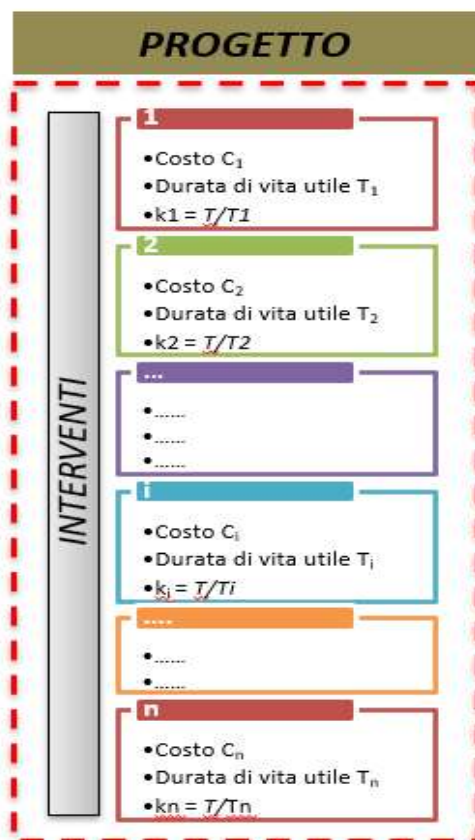 PROGETTO
INTERVENTI
1
•Costo C₁
•Durata di vita utile T₁
•k1 = T/T1
2
•Costo C₂
•Durata di vita utile T₂
•k2 = T/T2
...
•......
•......
•......
i
•Costo Cᵢ
•Durata di vita utile Tᵢ
•kᵢ = T/Ti
....
•......
•......
n
•Costo Cₙ
•Durata di vita utile Tₙ
•kn = T/Tn